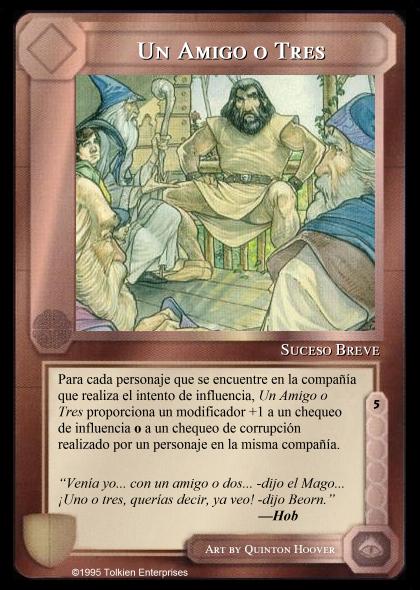 Un Amigo o Tres
Suceso Breve
Para cada personaje que se encuentre en la compañía
que realiza el intento de influencia, Un Amigo o
Tres proporciona un modificador +1 a un chequeo
de influencia o a un chequeo de corrupción
realizado por un personaje en la misma compañía.
5
“Venía yo... con un amigo o dos... -dijo el Mago...
¡Uno o tres, querías decir, ya veo! -dijo Beorn.”
—Hob
Art by Quinton Hoover
©1995 Tolkien Enterprises